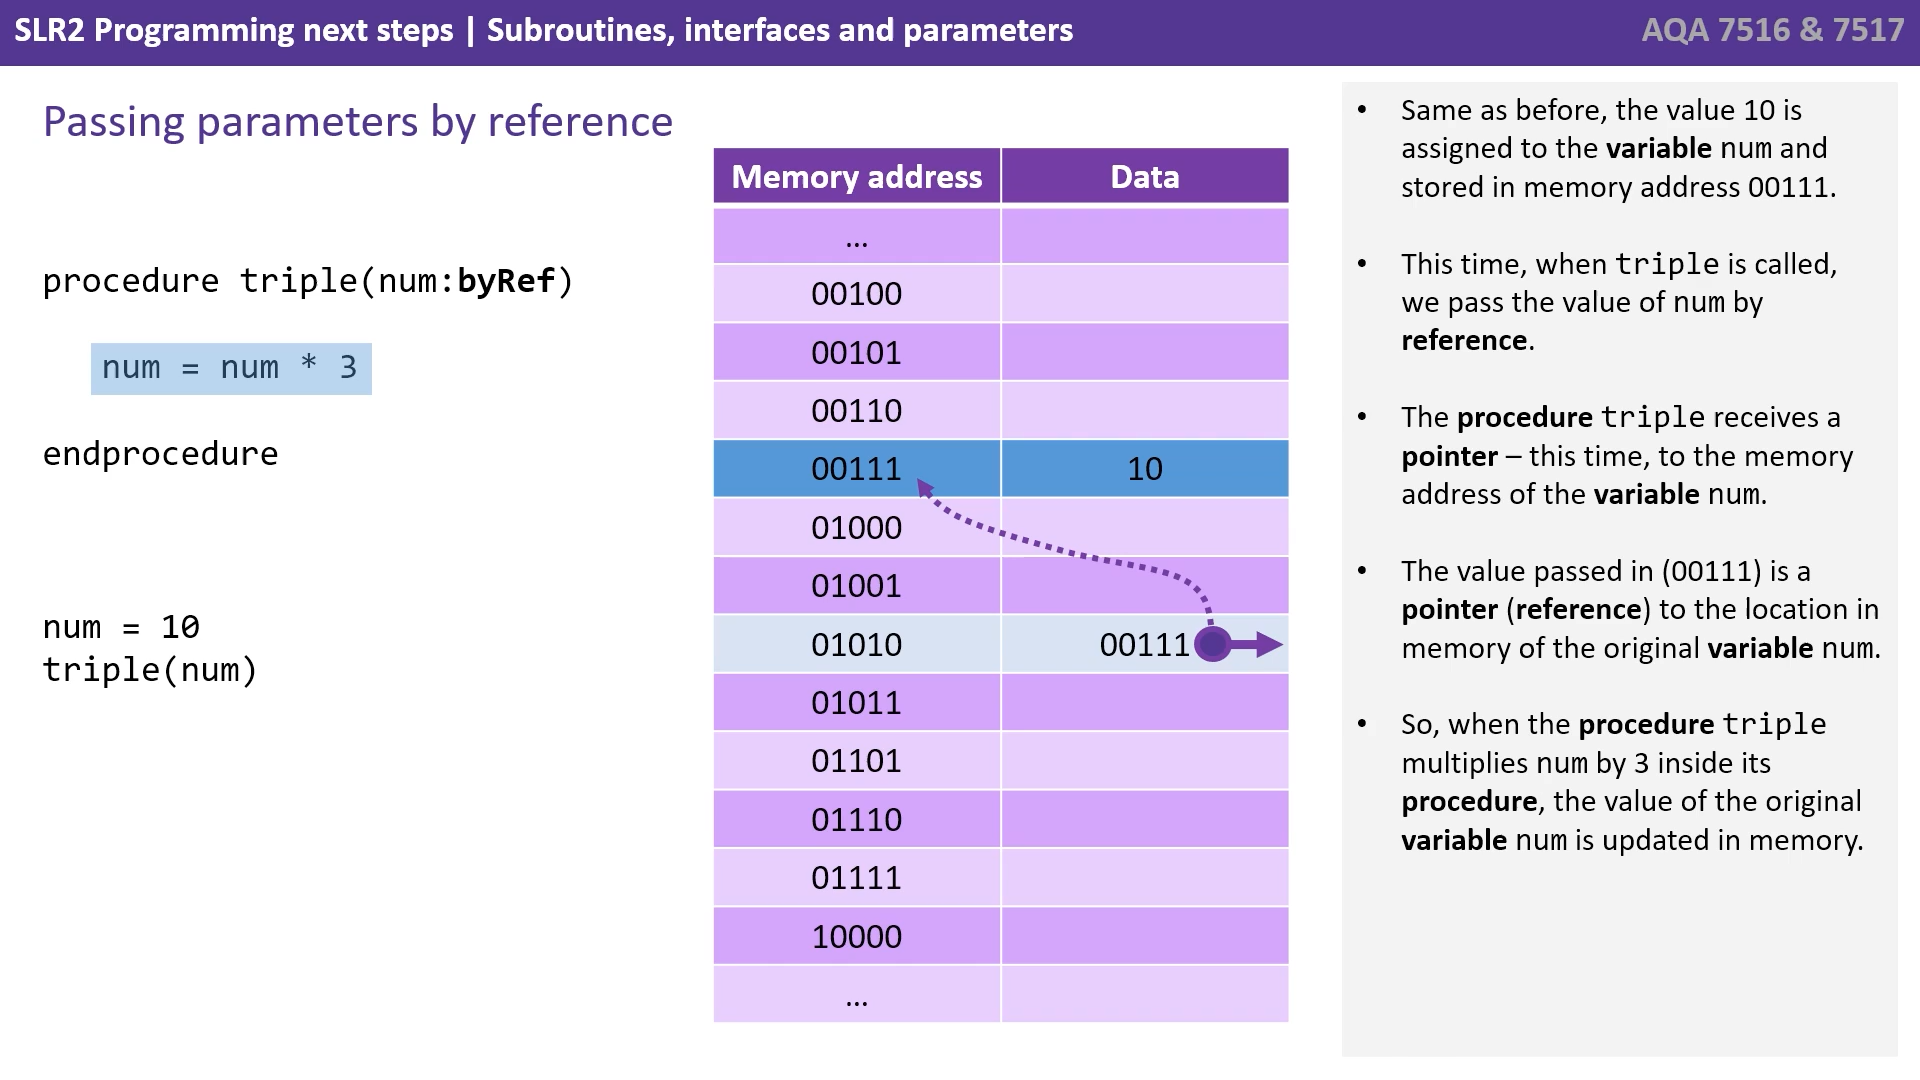 SLR2 Programming next steps | Subroutines, interfaces and parameters
AQA 7516 & 7517
Passing parameters by reference
procedure triple(num:byRef)
num = num * 3
endprocedure
num = 10
triple(num)
Memory address Data
...
00100
00101
00110
00111 10
01000
01001
01010 00111
01011
01101
01110
01111
10000
...
• Same as before, the value 10 is
assigned to the variable num and
stored in memory address 00111.
• This time, when triple is called,
we pass the value of num by
reference.
• The procedure triple receives a
pointer – this time, to the memory
address of the variable num.
• The value passed in (00111) is a
pointer (reference) to the location in
memory of the original variable num.
• So, when the procedure triple
multiplies num by 3 inside its
procedure, the value of the original
variable num is updated in memory.